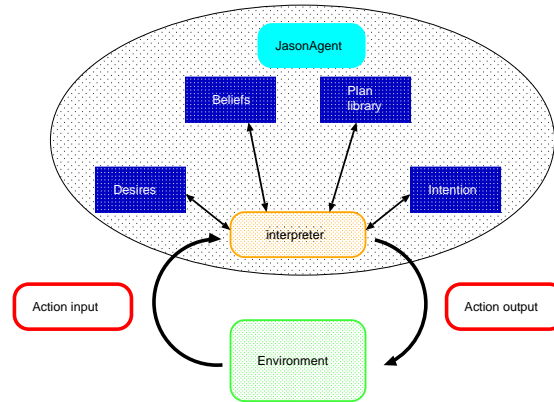 JasonAgent
Beliefs
Plan
library
Desires
Intention
interpreter
Action input
Action output
Environment